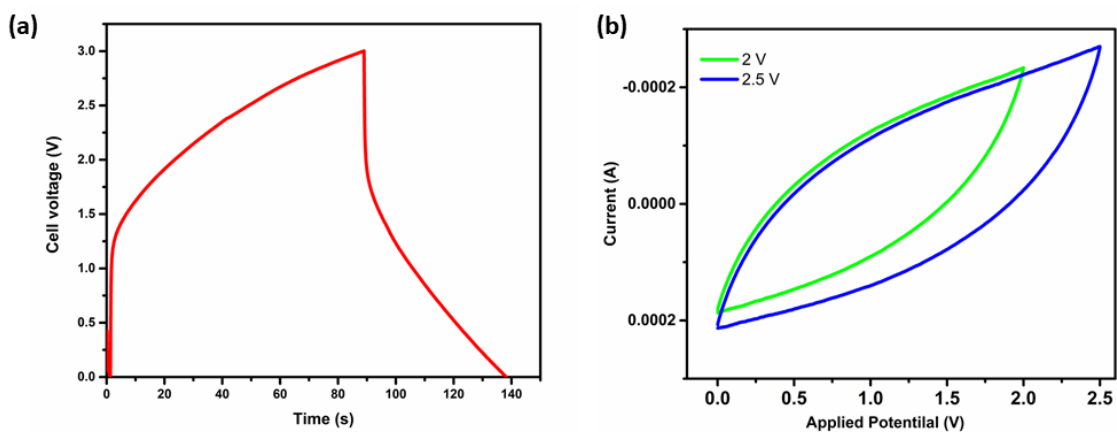 (a)
Cell voltage (V)
3.0
2.5
2.0
1.5
1.0
0.5
0.0
0 20 40 60 80 100 120 140
Time (s)
(b)
2 V
2.5 V
Current (A)
-0.0002
0.0000
0.0002
0.0 0.5 1.0 1.5 2.0 2.5
Applied Potentilal (V)